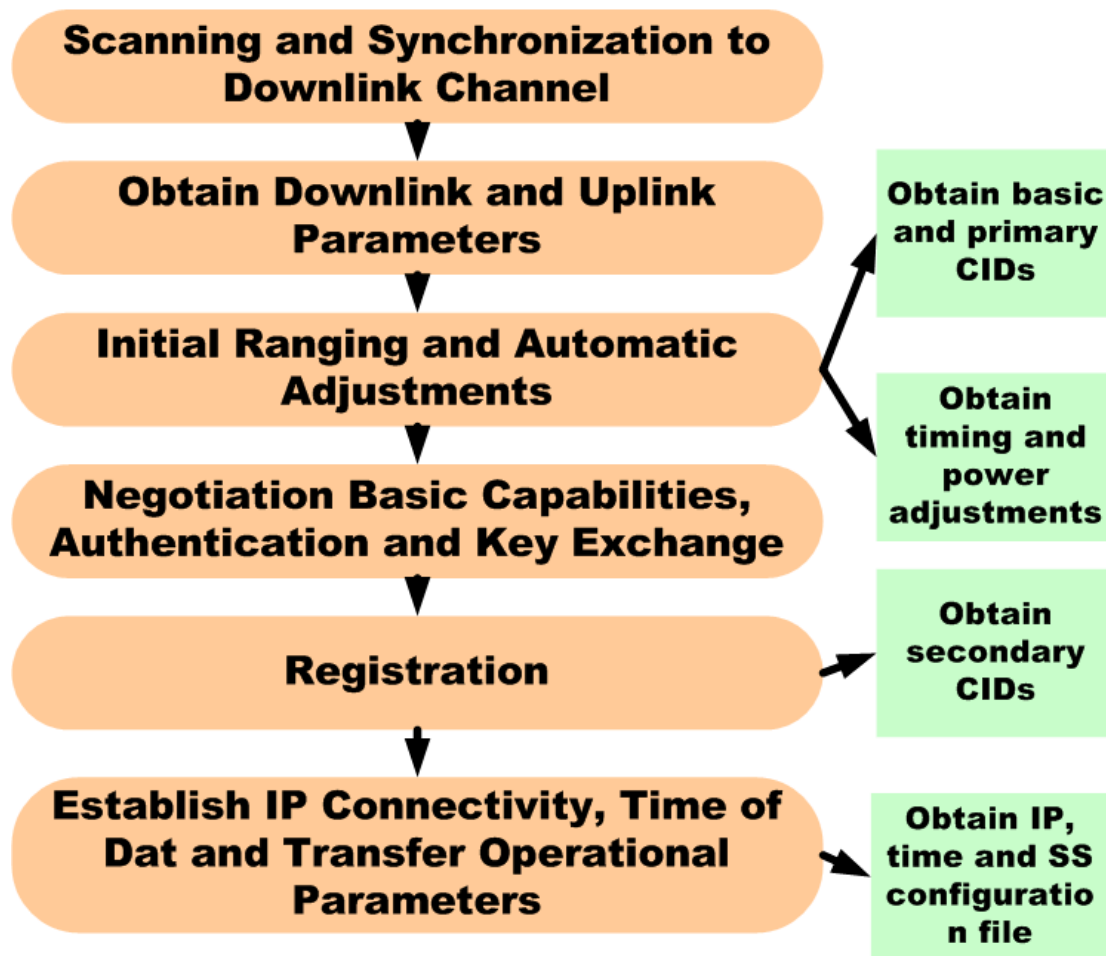 Scanning and Synchronization to
Downlink Channel
Obtain Downlink and Uplink
Parameters
Obtain basic
and primary
CIDs
Initial Ranging and Automatic
Adjustments
Obtain
timing and
power
adjustments
Negotiation Basic Capabilities,
Authentication and Key Exchange
Registration
Obtain
secondary
CIDs
Establish IP Connectivity, Time of
Dat and Transfer Operational
Parameters
Obtain IP,
time and SS
configuratio
n file